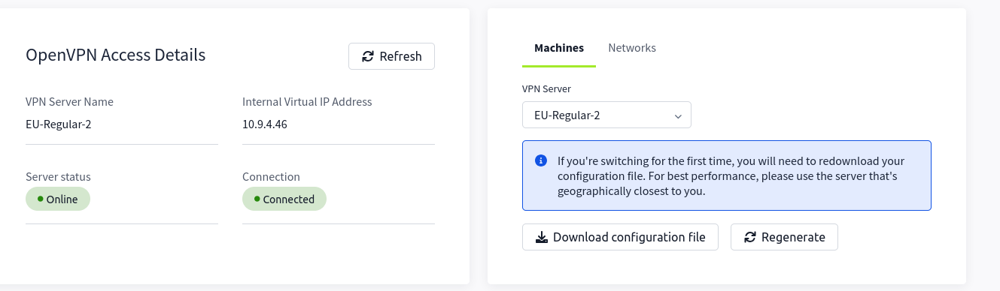 OpenVPN Access Details
Refresh
VPN Server Name
Internal Virtual IP Address
EU-Regular-2
10.9.4.46
Server status
Connection
Online
Connected
Machines
Networks
VPN Server
EU-Regular-2
If you're switching for the first time, you will need to redownload your
configuration file. For best performance, please use the server that's
geographically closest to you.
Download configuration file
Regenerate